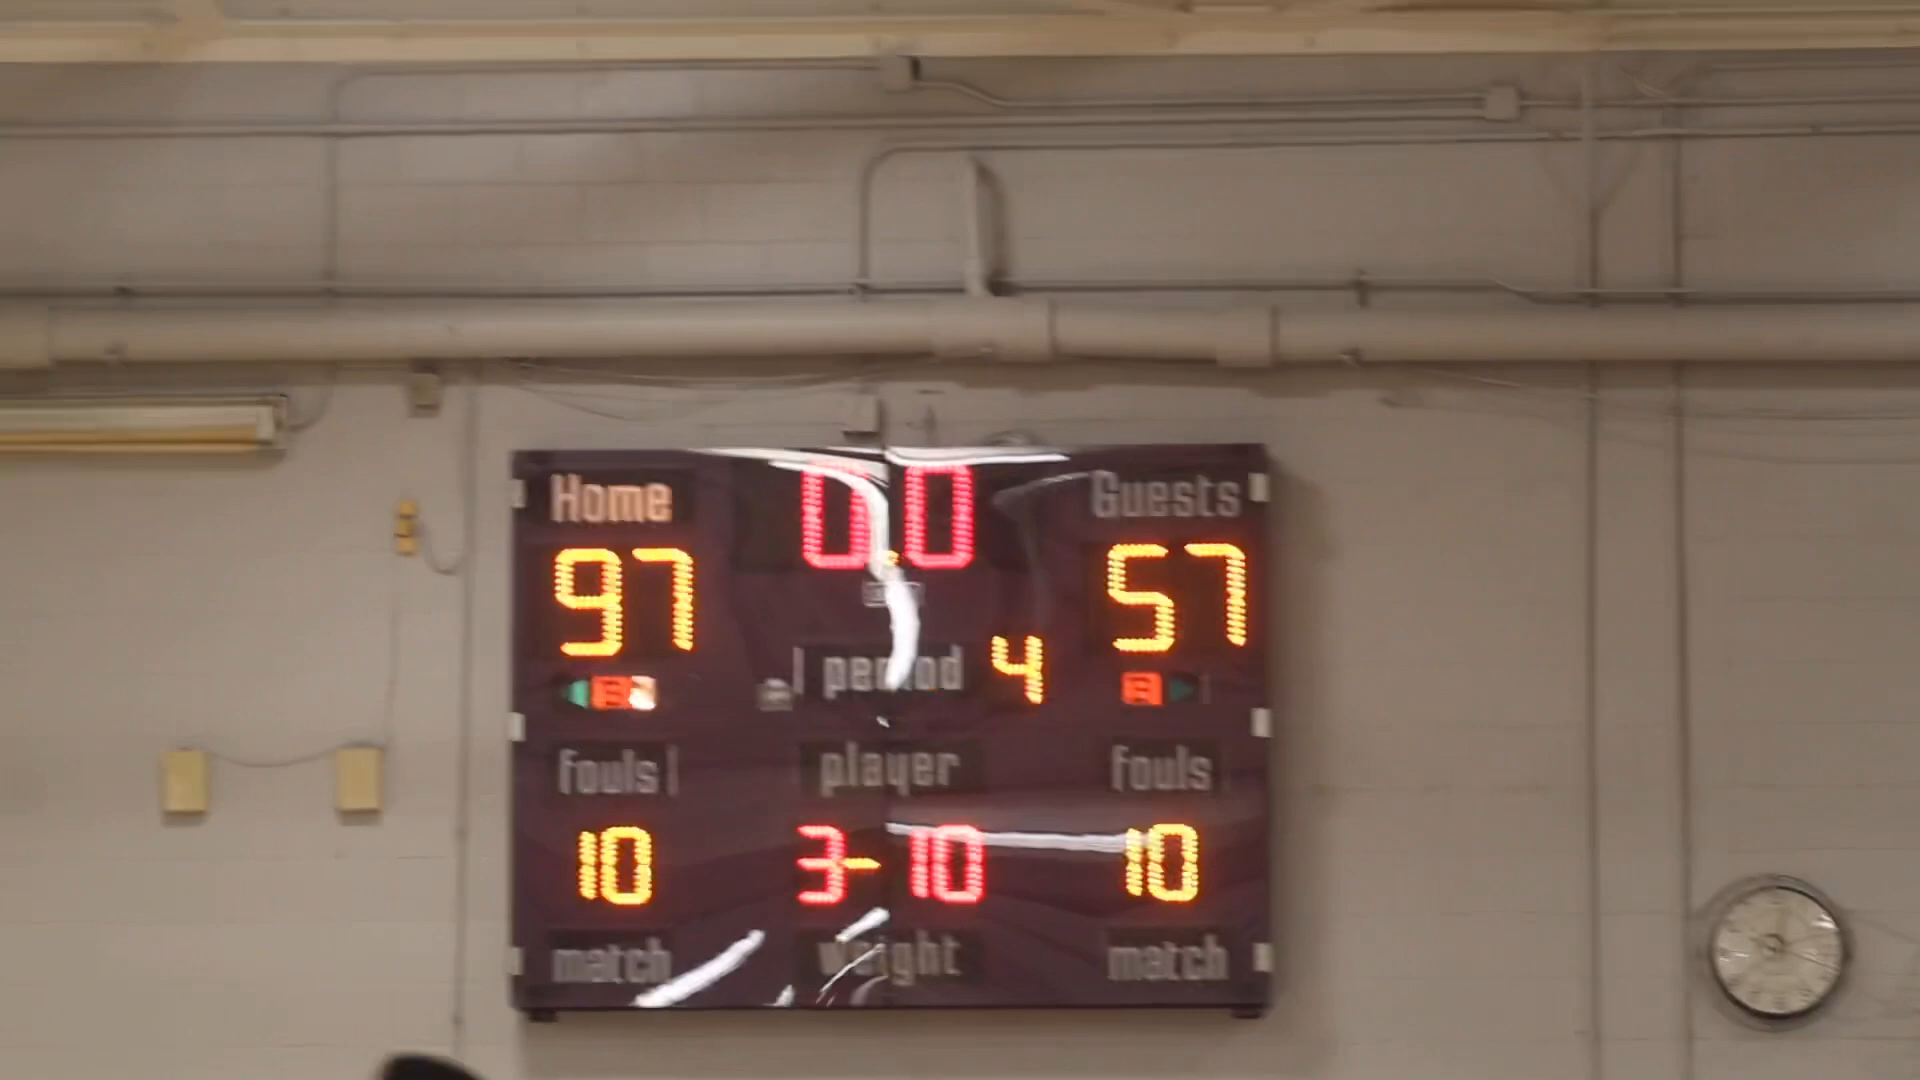 Home 0.0 Guests
97 57
period 4
B B
fouls player fouls
10 3-10 10
match weight match